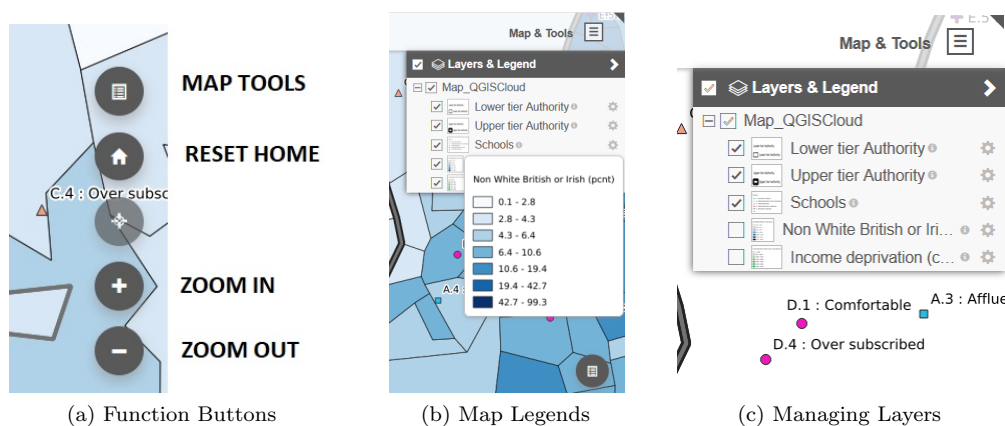 MAP TOOLS
RESET HOME
C.4 : Over subsc
ZOOM IN
ZOOM OUT
(a) Function Buttons
Map & Tools
Layers & Legend
Map_QGISCloud
Lower tier Authority
Upper tier Authority
Schools
Non White British or Irish (pcnt)
0.1 - 2.8
2.8 - 4.3
4.3 - 6.4
6.4 - 10.6
10.6 - 19.4
19.4 - 42.7
42.7 - 99.3
A.4
(b) Map Legends
E.5
Map & Tools
Layers & Legend
Map_QGISCloud
Lower tier Authority
Upper tier Authority
Schools
Non White British or Iri...
Income deprivation (c...
D.1 : Comfortable
A.3 : Afflue
D.4 : Over subscribed
(c) Managing Layers